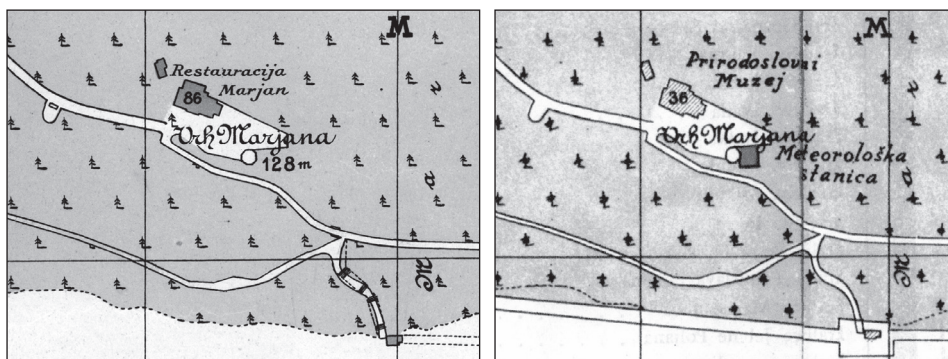 M
Restauracija
Marjan
86
Vrh Marjana
128m
M
M
Prirodoslovni
Muzej
36
Vrh Marjana
Meteorološka
stanica
r
a
M